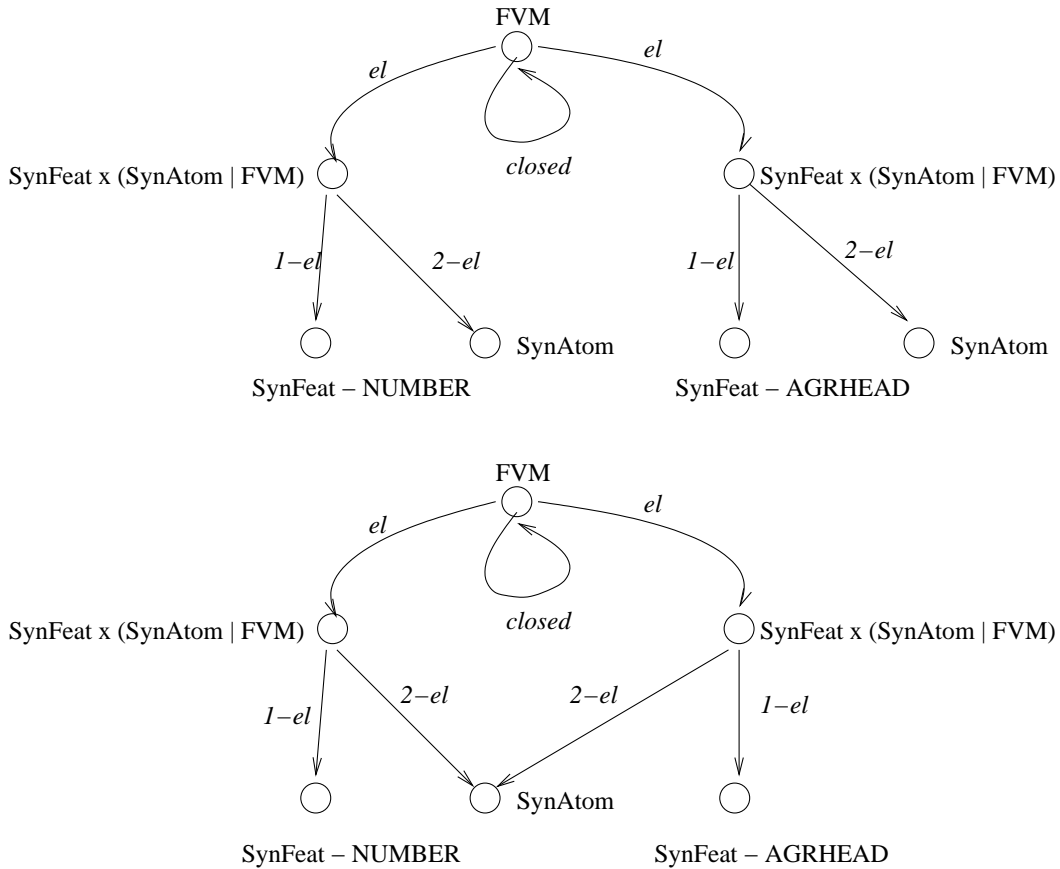 FVM
el
el
SynFeat x (SynAtom | FVM)
closed
SynFeat x (SynAtom | FVM)
1−el
2−el
1−el
2−el
SynAtom
SynAtom
SynFeat − NUMBER
SynFeat − AGRHEAD
FVM
el
el
SynFeat x (SynAtom | FVM)
closed
SynFeat x (SynAtom | FVM)
1−el
2−el
2−el
1−el
SynAtom
SynFeat − NUMBER
SynFeat − AGRHEAD